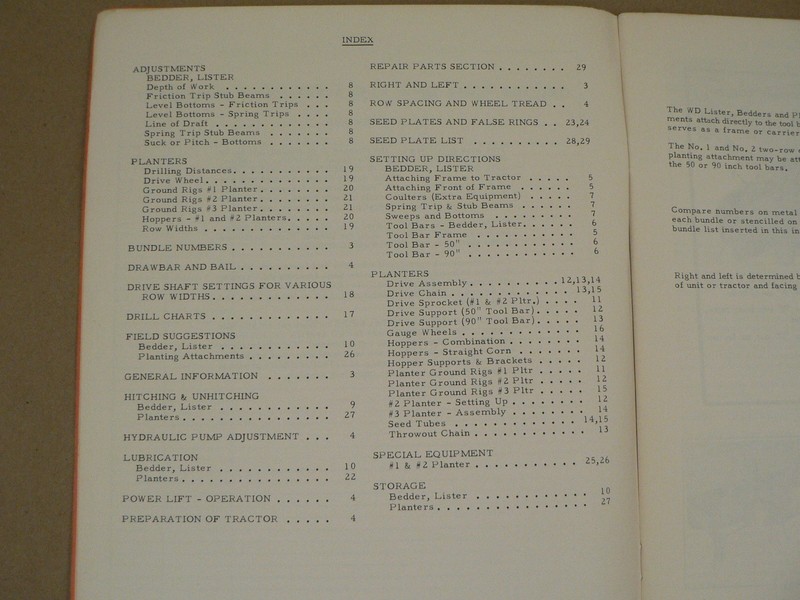 INDEX
ADJUSTMENTS
BEDDER, LISTER
Depth of Work . . . . . . . . . . . . 8
Friction Trip Stub Beams . . . . . . 8
Level Bottoms - Friction Trips . . . 8
Level Bottoms - Spring Trips . . . . 8
Line of Draft . . . . . . . . . . . . . 8
Spring Trip Stub Beams . . . . . . . 8
Suck or Pitch - Bottoms . . . . . . . 8
PLANTERS
Drilling Distances. . . . . . . . . . . 19
Drive Wheel. . . . . . . . . . . . . . 19
Ground Rigs #1 Planter. . . . . . . . 20
Ground Rigs #2 Planter. . . . . . . . 21
Ground Rigs #3 Planter. . . . . . . . 21
Hoppers - #1 and #2 Planters. . . . . 20
Row Widths . . . . . . . . . . . . . . 19
BUNDLE NUMBERS . . . . . . . . . . . 3
DRAWBAR AND BAIL . . . . . . . . . . 4
DRIVE SHAFT SETTINGS FOR VARIOUS
ROW WIDTHS. . . . . . . . . . . . . 18
DRILL CHARTS . . . . . . . . . . . . . 17
FIELD SUGGESTIONS
Bedder, Lister . . . . . . . . . . . . 10
Planting Attachments . . . . . . . . . 26
GENERAL INFORMATION . . . . . . . 3
HITCHING & UNHITCHING
Bedder, Lister . . . . . . . . . . . . 9
Planters. . . . . . . . . . . . . . . . 27
HYDRAULIC PUMP ADJUSTMENT . . . 4
LUBRICATION
Bedder, Lister . . . . . . . . . . . . 10
Planters. . . . . . . . . . . . . . . . 22
POWER LIFT - OPERATION . . . . . . 4
PREPARATION OF TRACTOR . . . . . 4
REPAIR PARTS SECTION . . . . . . . . 29
RIGHT AND LEFT . . . . . . . . . . . . 3
ROW SPACING AND WHEEL TREAD . . 4
SEED PLATES AND FALSE RINGS . . 23,24
SEED PLATE LIST . . . . . . . . . . 28,29
SETTING UP DIRECTIONS
BEDDER, LISTER
Attaching Frame to Tractor . . . . . 5
Attaching Front of Frame . . . . . . 5
Coulters (Extra Equipment) . . . . . 7
Spring Trip & Stub Beams . . . . . . 7
Sweeps and Bottoms . . . . . . . . . 7
Tool Bars - Bedder, Lister. . . . . . 6
Tool Bar Frame . . . . . . . . . . . 5
Tool Bar - 50" . . . . . . . . . . . . 6
Tool Bar - 90" . . . . . . . . . . . . 6
PLANTERS
Drive Assembly . . . . . . . . . . 12,13,14
Drive Chain . . . . . . . . . . . . 13,15
Drive Sprocket (#1 & #2 Pltr.) . . . . 11
Drive Support (50" Tool Bar). . . . . 12
Drive Support (90" Tool Bar). . . . . 13
Gauge Wheels . . . . . . . . . . . . 16
Hoppers - Combination . . . . . . . . 14
Hoppers - Straight Corn . . . . . . . 14
Hopper Supports & Brackets . . . . . 12
Planter Ground Rigs #1 Pltr . . . . . 11
Planter Ground Rigs #2 Pltr . . . . . 12
Planter Ground Rigs #3 Pltr . . . . . 15
#2 Planter - Setting Up . . . . . . . . 12
#3 Planter - Assembly . . . . . . . . 14
Seed Tubes . . . . . . . . . . . . . 14,15
Throwout Chain . . . . . . . . . . . . 13
SPECIAL EQUIPMENT
#1 & #2 Planter . . . . . . . . . . . 25,26
STORAGE
Bedder, Lister . . . . . . . . . . . 10
Planters. . . . . . . . . . . . . . . . 27
The WD Lister, Bedders and
ments attach directly to the tool
serves as a frame or carrier
The No. 1 and No. 2 two-row
planting attachment may be
the 50 or 90 inch tool bars.
Compare numbers on metal
each bundle or stencilled on
bundle list inserted in this
Right and left is determined
of unit or tractor and facing